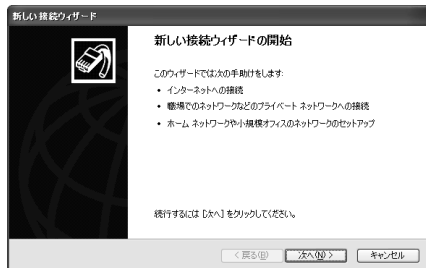 新しい接続ウィザード
新しい接続ウィザードの開始
このウィザードでは次の手助けをします:
• インターネットへの接続
• 職場でのネットワークなどのプライベート ネットワークへの接続
• ホーム ネットワークや小規模オフィスのネットワークのセットアップ
続行するには [次へ] をクリックしてください。
< 戻る(B) 次へ(N) > キャンセル